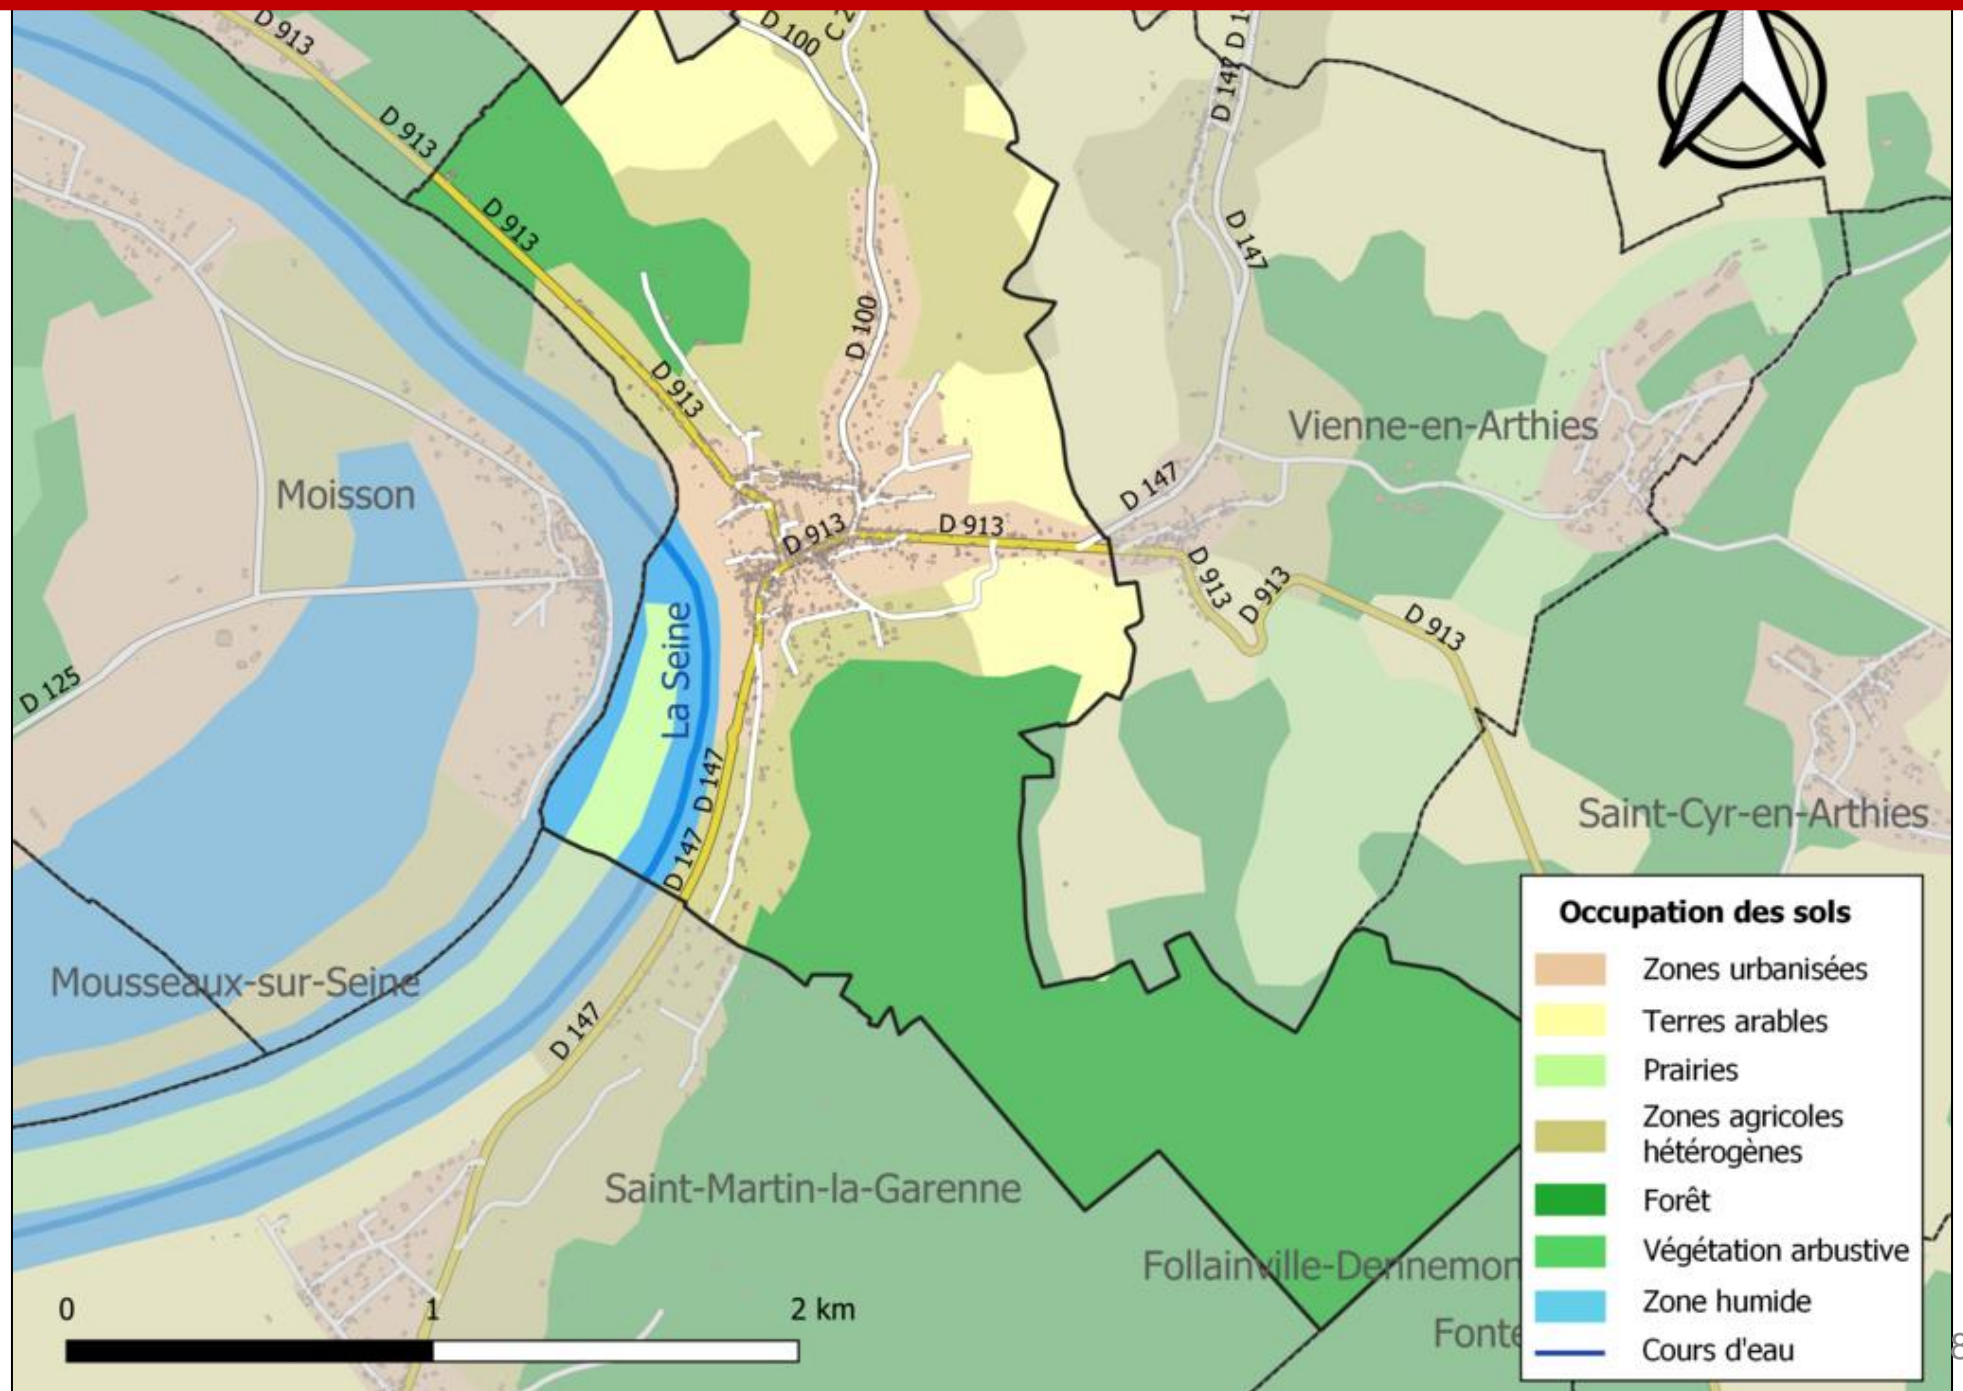 D 913
D 100
D 142
D 913
D 913
D 147
D 100
D 913
Vienne-en-Arthies
Moisson
D 147
D 913
D 913
D 913
D 913
D 913
La Seine
D 125
D 147
D 147
Saint-Cyr-en-Arthies
Mousseaux-sur-Seine
D 147
Saint-Martin-la-Garenne
Follainville-Dennemon
Fonte
0
1
2 km
Occupation des sols
Zones urbanisées
Terres arables
Prairies
Zones agricoles
hétérogènes
Forêt
Végétation arbustive
Zone humide
Cours d'eau
8